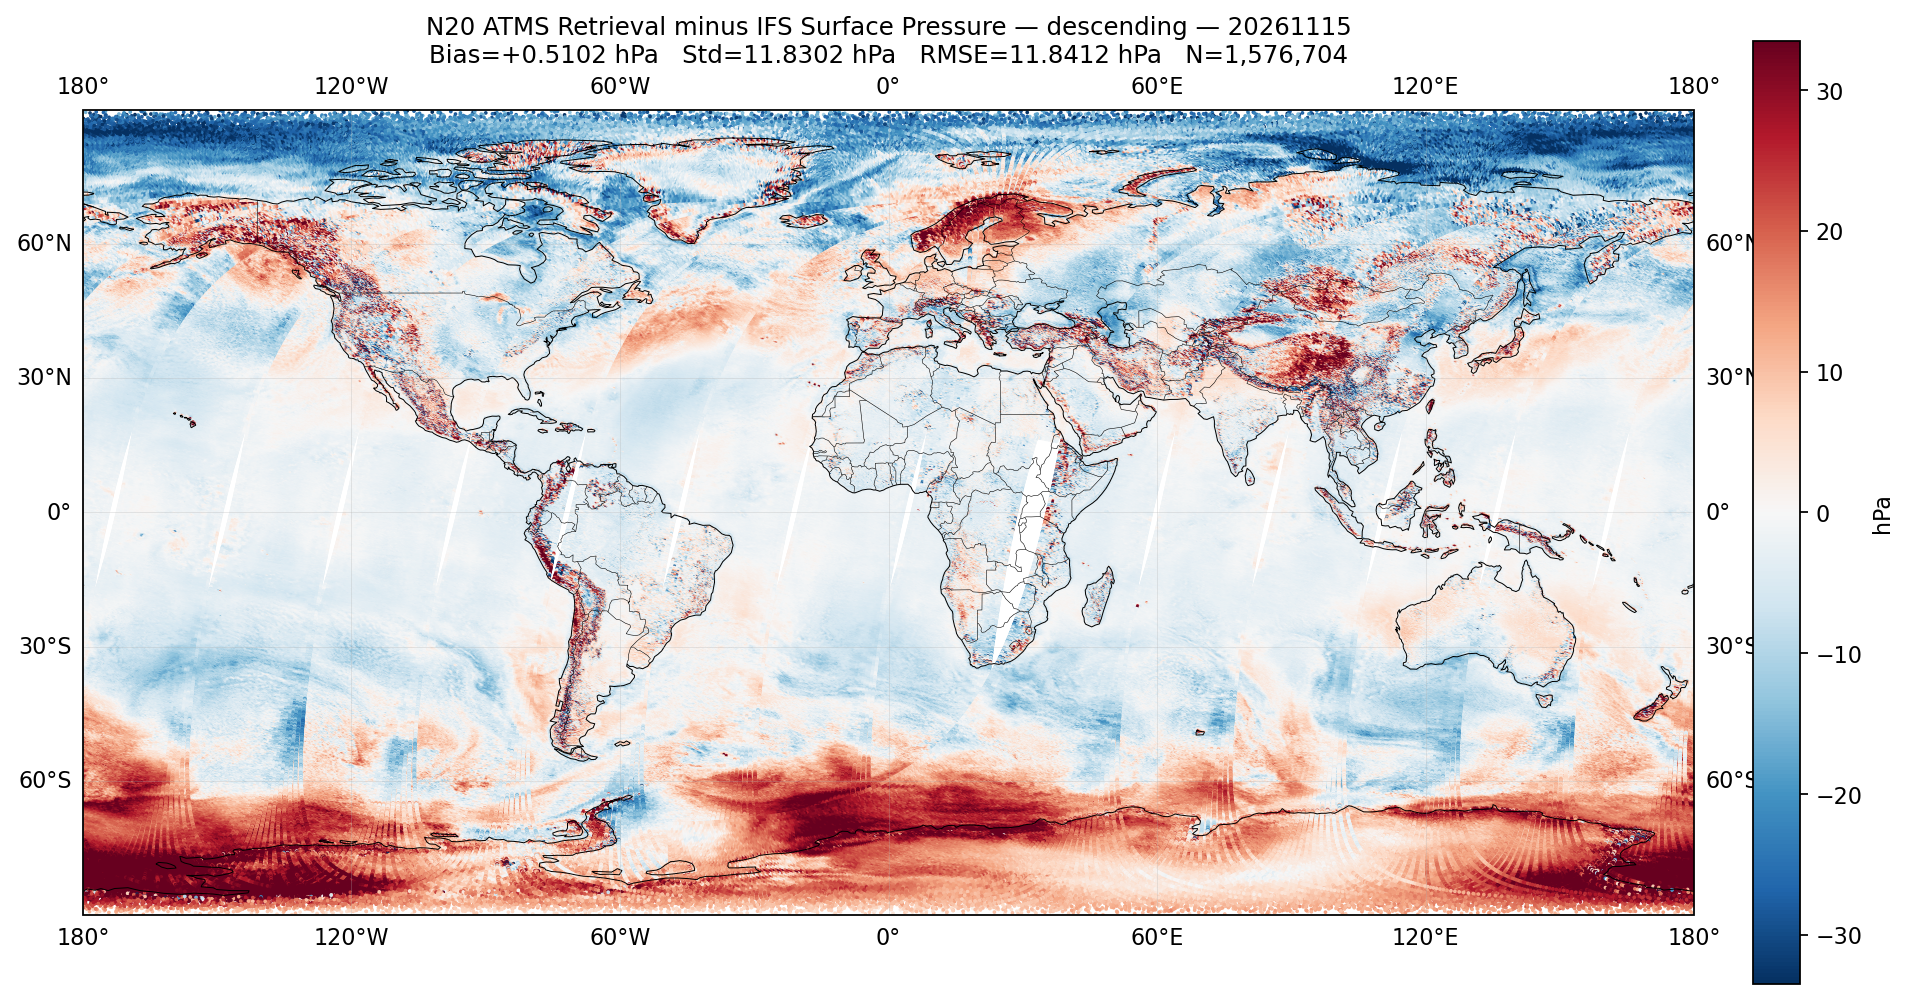 N20 ATMS Retrieval minus IFS Surface Pressure — descending — 20261115
Bias=+0.5102 hPa   Std=11.8302 hPa   RMSE=11.8412 hPa   N=1,576,704
180° 120°W 60°W 0° 60°E 120°E 180°
60°N 60°N
30°N 30°N
0° 0°
30°S 30°S
60°S 60°S
180° 120°W 60°W 0° 60°E 120°E 180°
30
20
10
0
−10
−20
−30
hPa